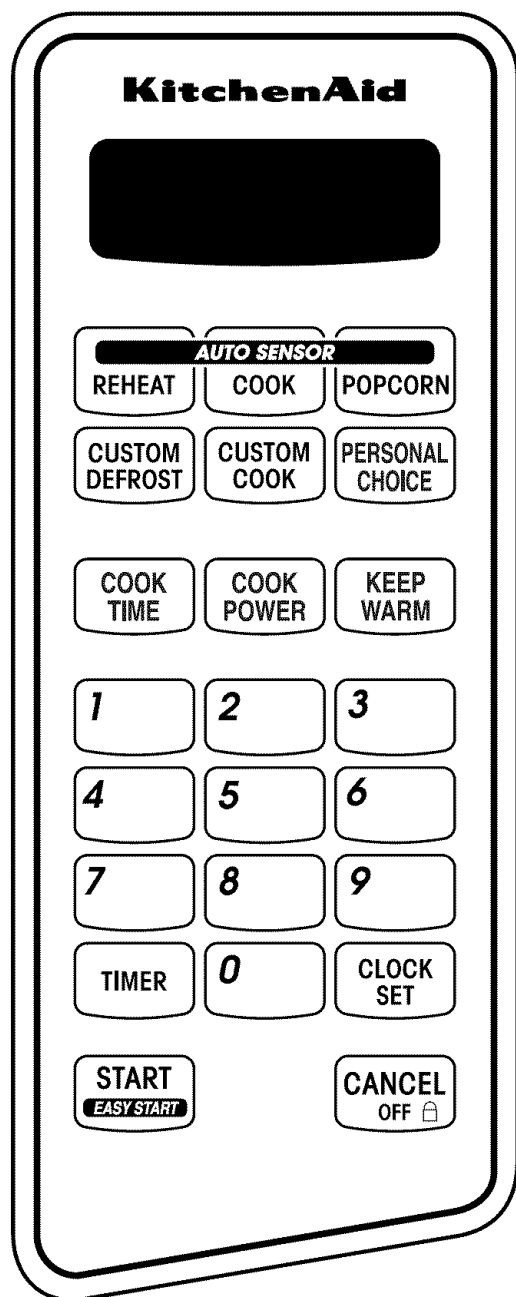 KitchenAid
AUTO SENSOR
REHEAT COOK POPCORN
CUSTOM DEFROST CUSTOM COOK PERSONAL CHOICE
COOK TIME COOK POWER KEEP WARM
1 2 3
4 5 6
7 8 9
TIMER 0 CLOCK SET
START CANCEL
EASY START OFF